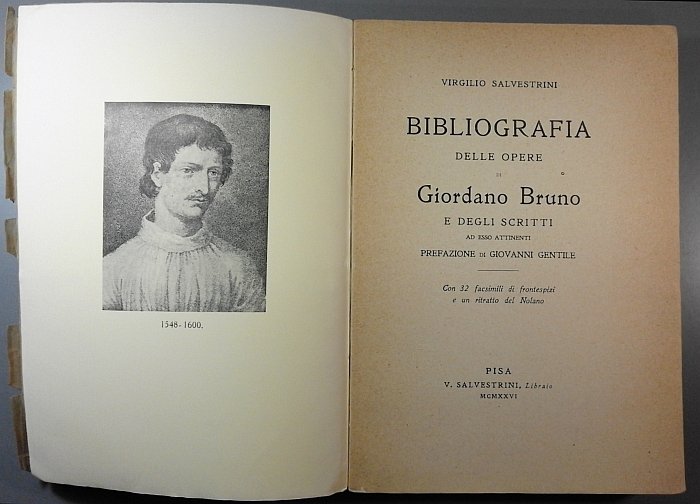 1548-1600.
VIRGILIO SALVESTRINI
BIBLIOGRAFIA
DELLE OPERE
DI
Giordano Bruno
E DEGLI SCRITTI
AD ESSO ATTINENTI
PREFAZIONE DI GIOVANNI GENTILE
Con 32 facsimili di frontespizi
e un ritratto del Nolano
PISA
V. SALVESTRINI, Libraio
MCMXXVI